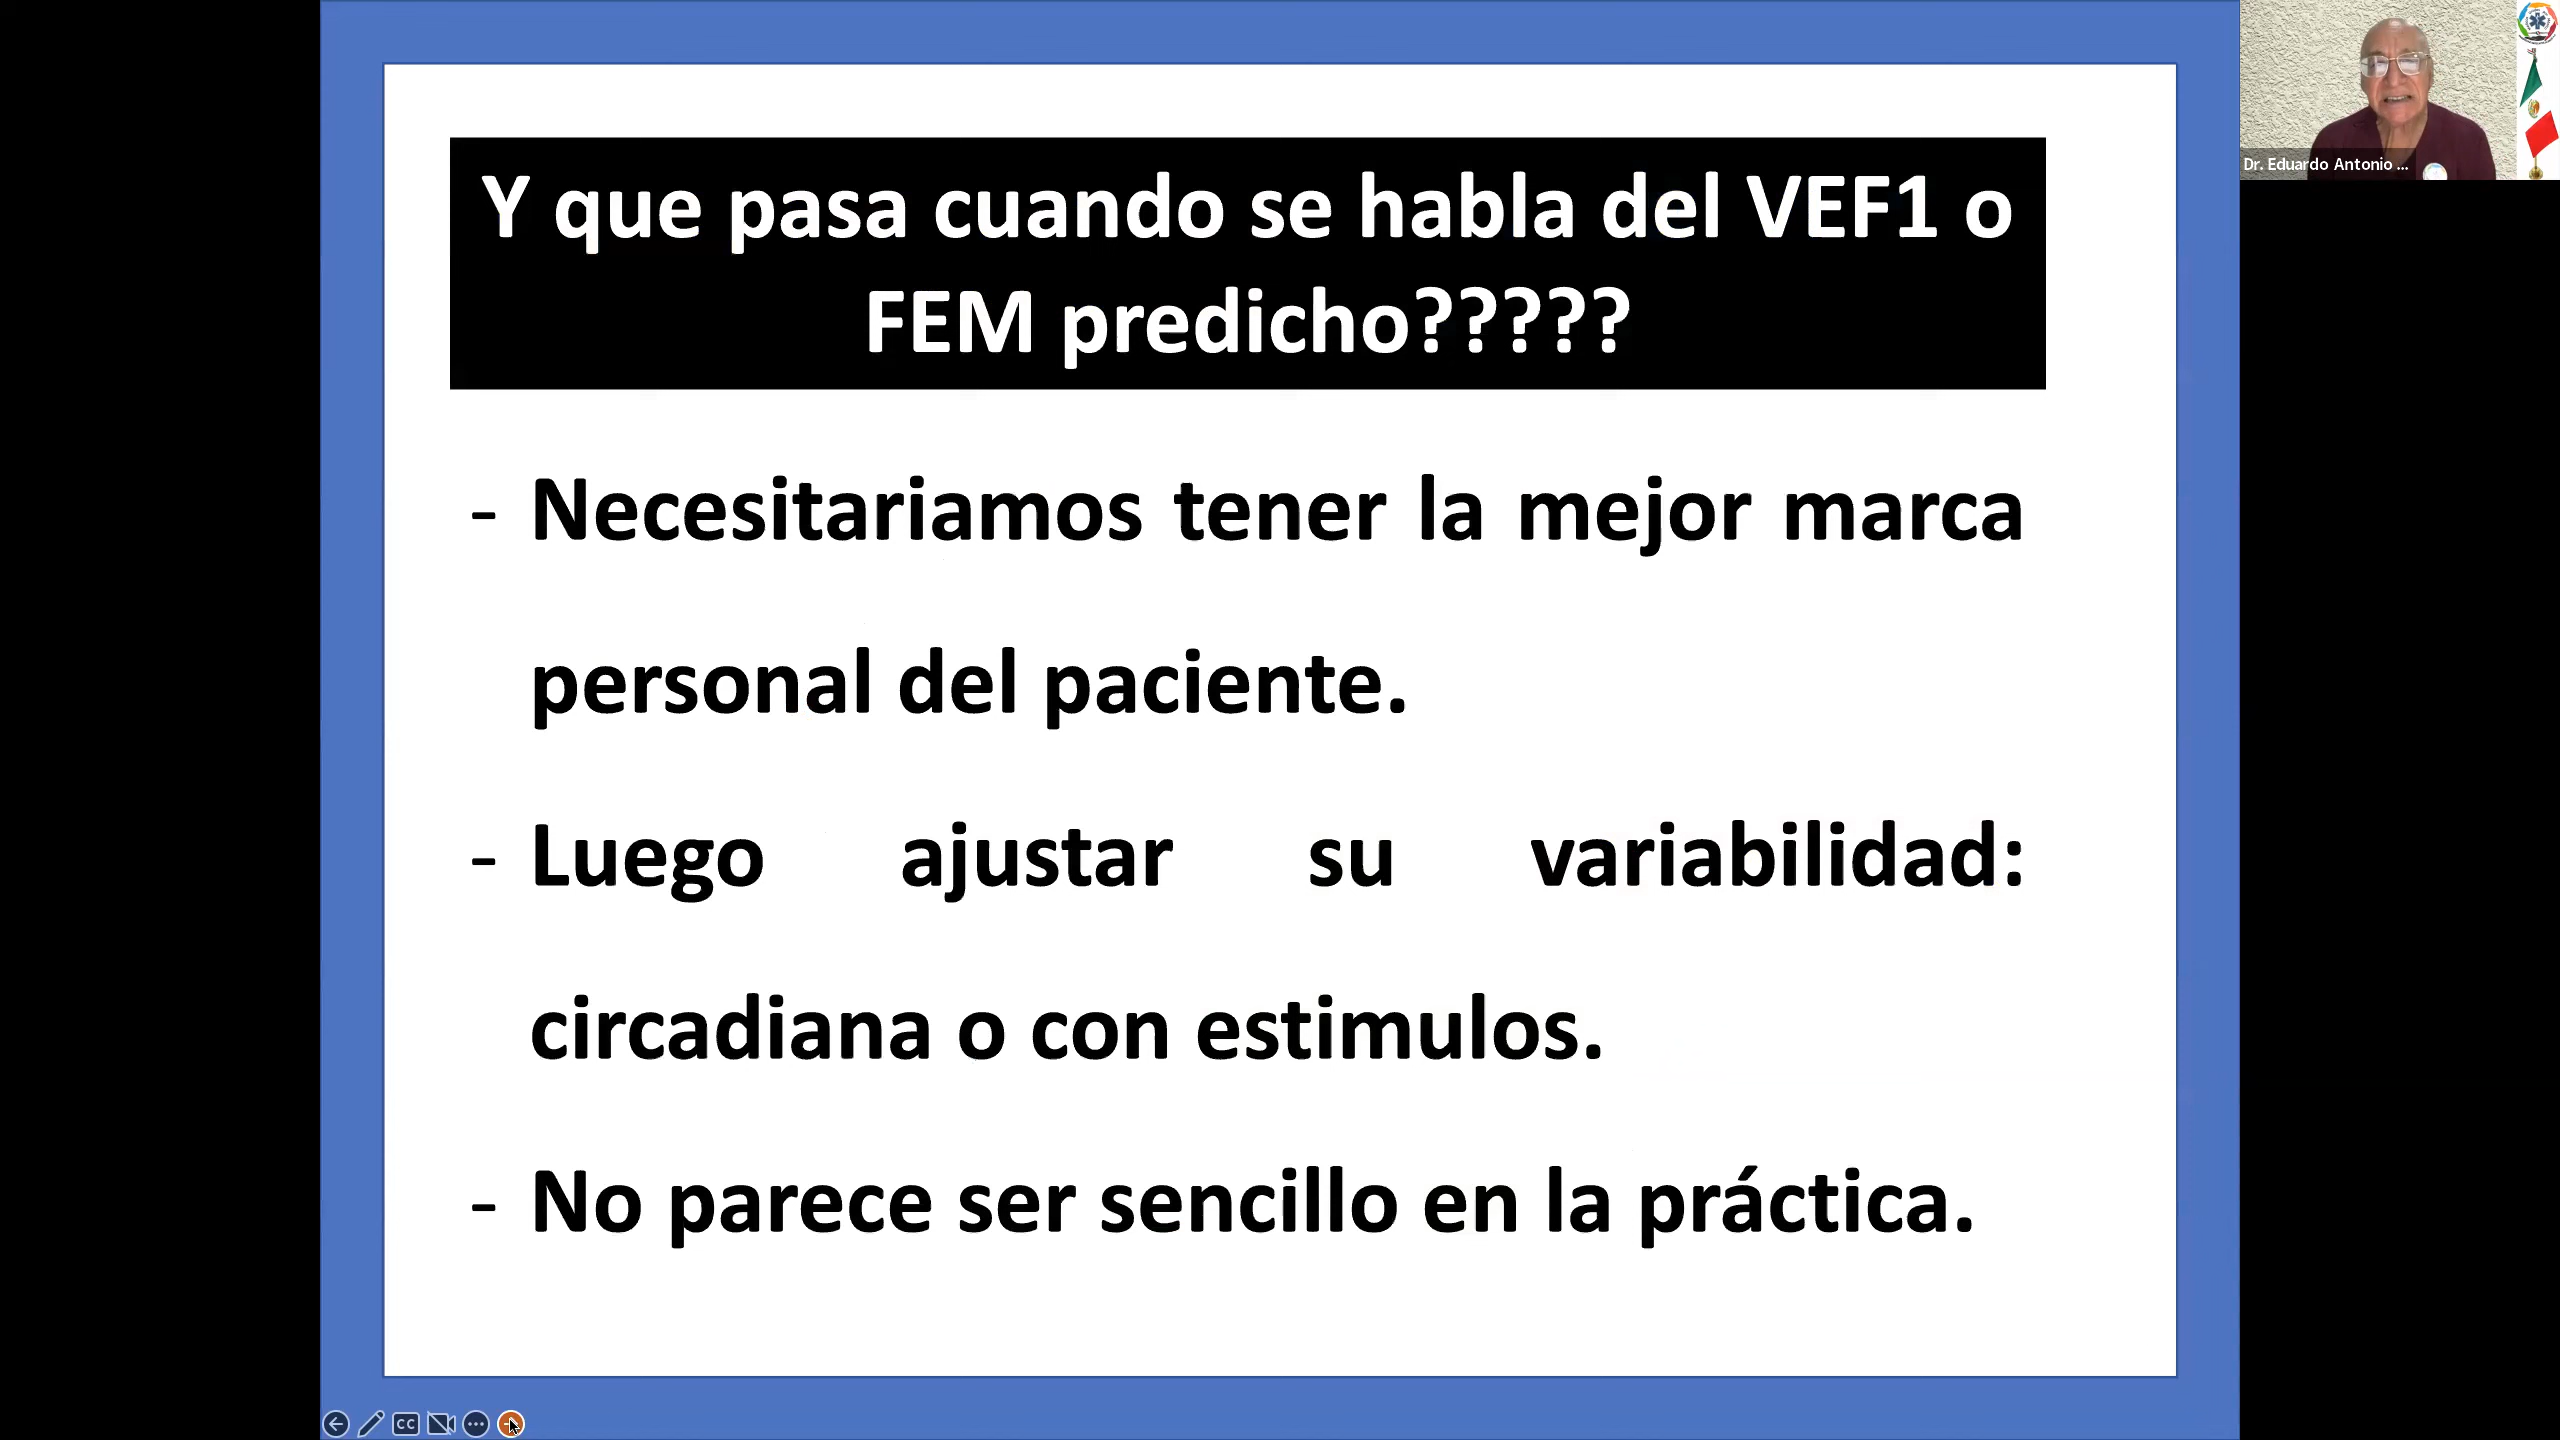 Y que pasa cuando se habla del VEF1 o
FEM predicho?????
- Necesitariamos tener la mejor marca
personal del paciente.
- Luego ajustar su variabilidad:
circadiana o con estimulos.
- No parece ser sencillo en la práctica.
Dr. Eduardo Antonio ...
CC